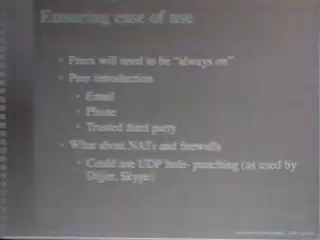 Ensuring ease of use
• Peers will need to be "always on"
• Peer introduction
• Email
• Phone
• Trusted third party
• What about NATs and firewalls
• Could use UDP hole- punching (as used by
Dijjer, Skype)